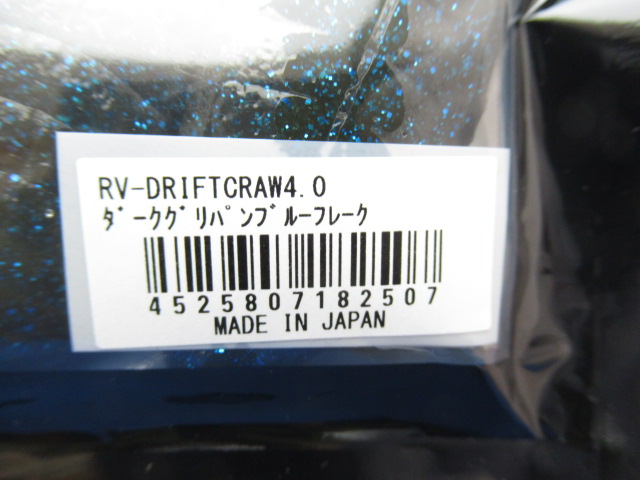 RV-DRIFTCRAW4.0
ﾀﾞｰｸｸﾞﾘﾊﾟﾝﾌﾞﾙｰﾌﾚｰｸ
4525807182507
MADE IN JAPAN